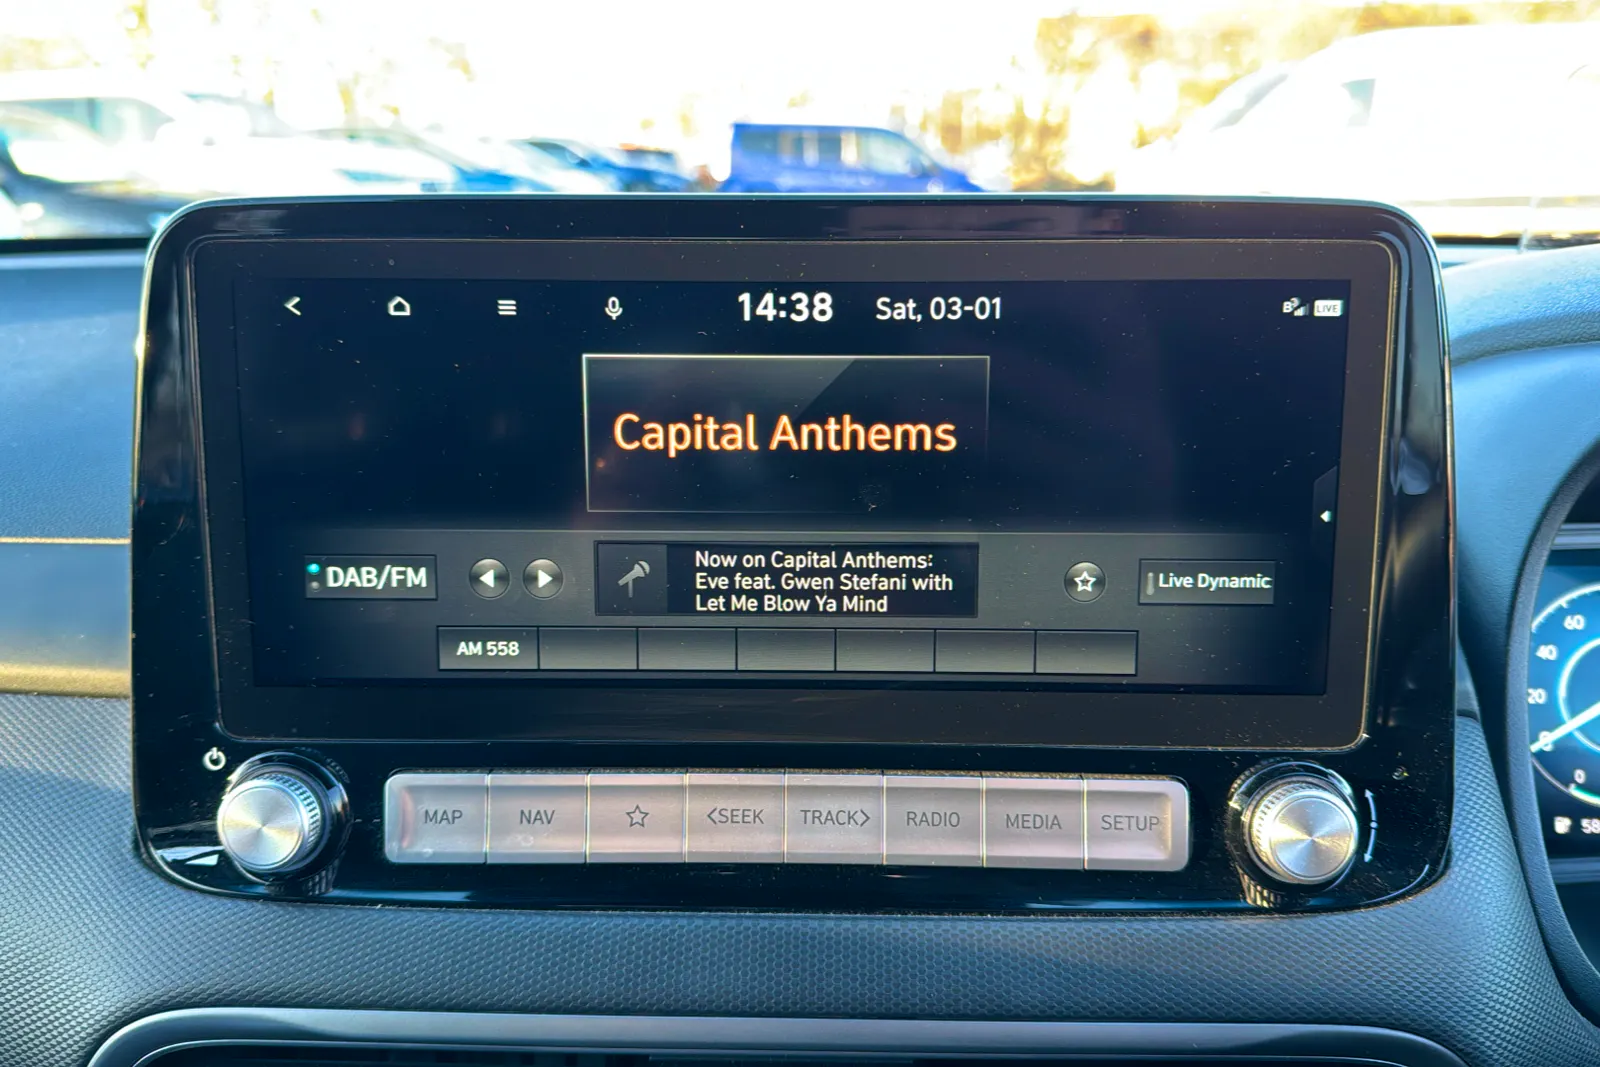 14:38 Sat, 03-01 LIVE
Capital Anthems
DAB/FM
Now on Capital Anthems:
Eve feat. Gwen Stefani with
Let Me Blow Ya Mind
Live Dynamic
AM 558
MAP NAV <SEEK TRACK> RADIO MEDIA SETUP
60
40
20
0
58